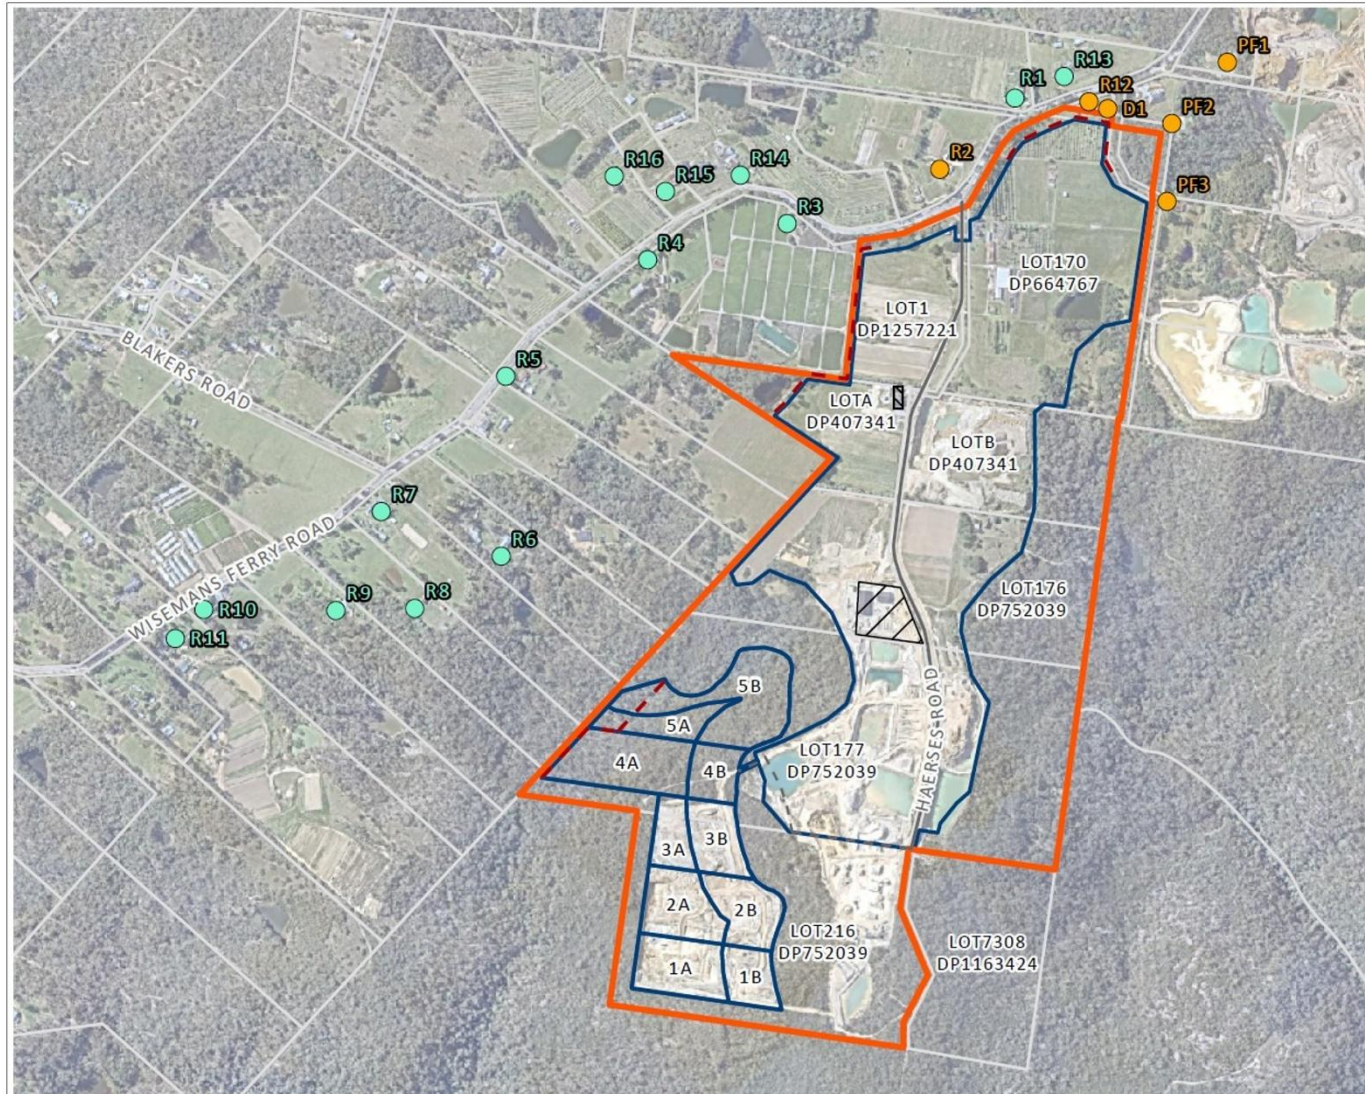 PF1
R13
R1
R12
D1
PF2
R2
R16
R15
R14
PF3
R3
R4
LOT170
DP664767
LOT1
DP1257221
BLAKERS ROAD
R5
LOTA
DP407341
LOTB
DP407341
R7
WISEMANS FERRY ROAD
R6
R10
R9
R8
R11
LOT176
DP752039
5B
5A
4A
4B
LOT177
DP752039
HAERSES ROAD
3A
3B
2A
2B
LOT216
DP752039
LOT7308
DP1163424
1A
1B